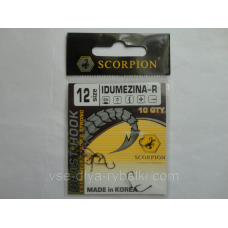 SCORPION
12 size
IDUMEZINA-R
10 QTY.
SCORPION
MADE IN KOREA
vse-dlya-rybalki.com